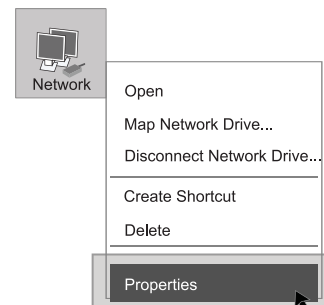 Network
Open
Map Network Drive...
Disconnect Network Drive...
Create Shortcut
Delete
Properties